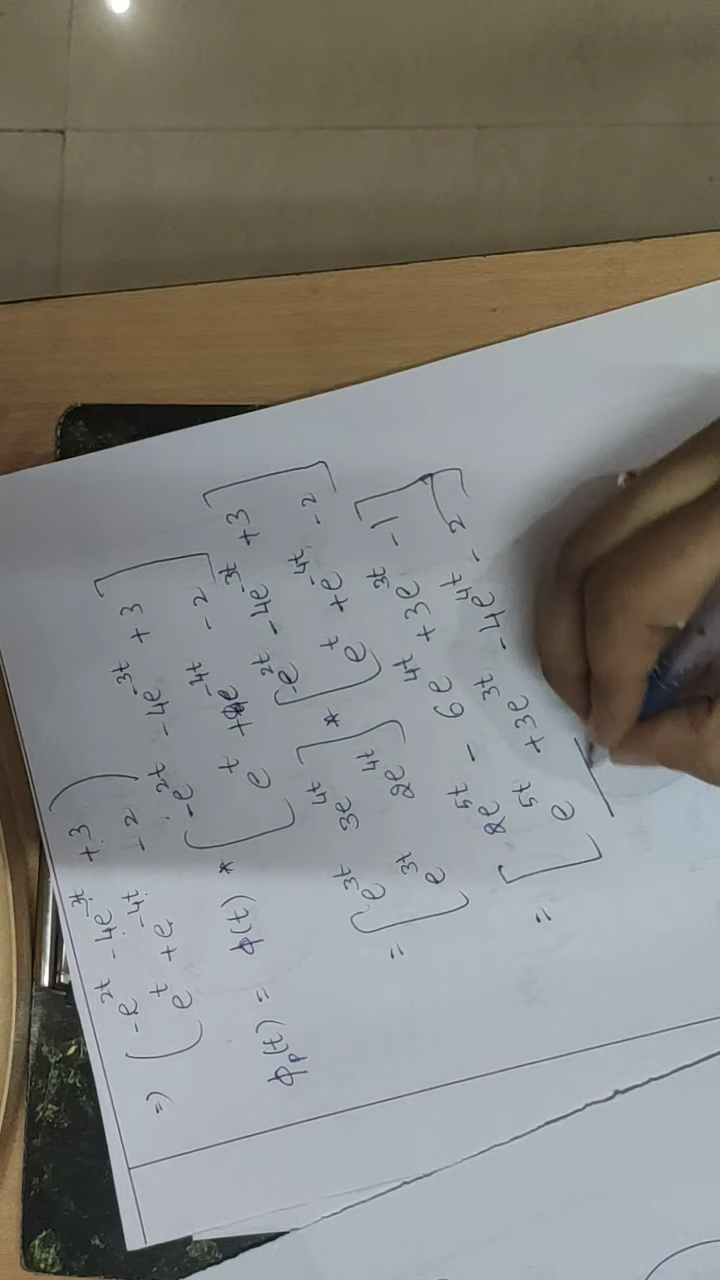 => ( -e^{2t} - 4e^{-3t} + 3 )
( e^{t} + e^{-4t} - 2 )
ϕₚ(t) = ϕ(t) * [ -e^{2t} - 4e^{-3t} + 3 ]
[ e^{t} + e^{-4t} - 2 ]
= [ e^{3t} 3e^{4t} ] * [ -e^{2t} - 4e^{-3t} + 3 ]
[ e^{3t} 2e^{4t} ] [ e^{t} + e^{-4t} - 2 ]
= [ 2e^{5t} - 6e^{4t} + 3e^{3t} - 1 ]
[ e^{5t} + 3e^{3t} - 4e^{4t} - 2 ]